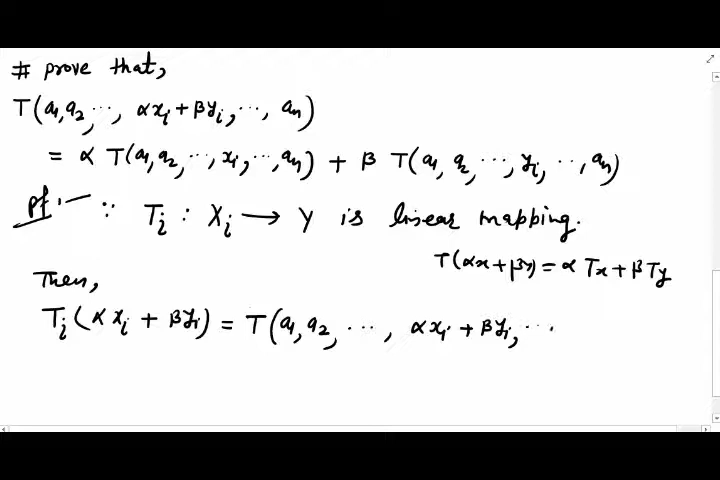 # prove that,
T(a₁,a₂,⋯, αxᵢ+βyᵢ,⋯, aₙ)
= α T(a₁,a₂,⋯,xᵢ,⋯,aₙ) + β T(a₁, a₂,⋯, yᵢ,⋯,aₙ)
Pf:- ∵ Tᵢ : Xᵢ → Y is linear mapping.
T(αx+βy) = α Tx + β Ty
Then,
Tᵢ(αxᵢ + βyᵢ) = T(a₁, a₂, ⋯, αxᵢ + βyᵢ, ⋯